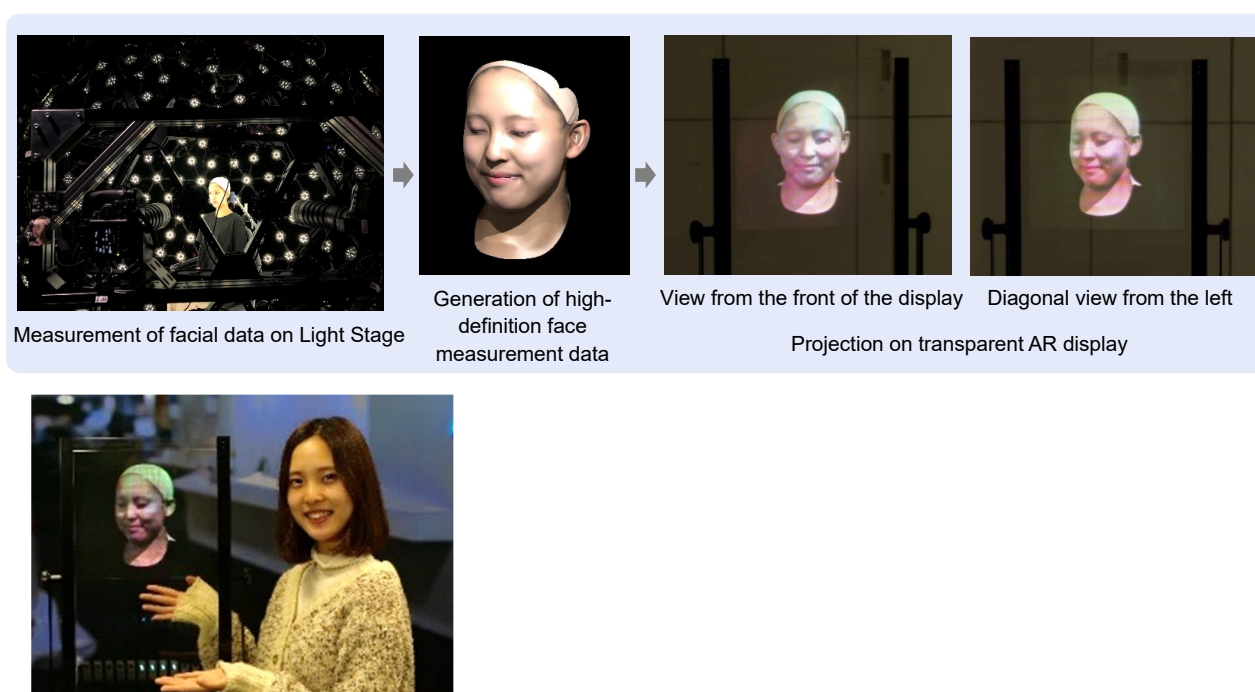 Measurement of facial data on Light Stage
Generation of high-
definition face
measurement data
View from the front of the display
Diagonal view from the left
Projection on transparent AR display